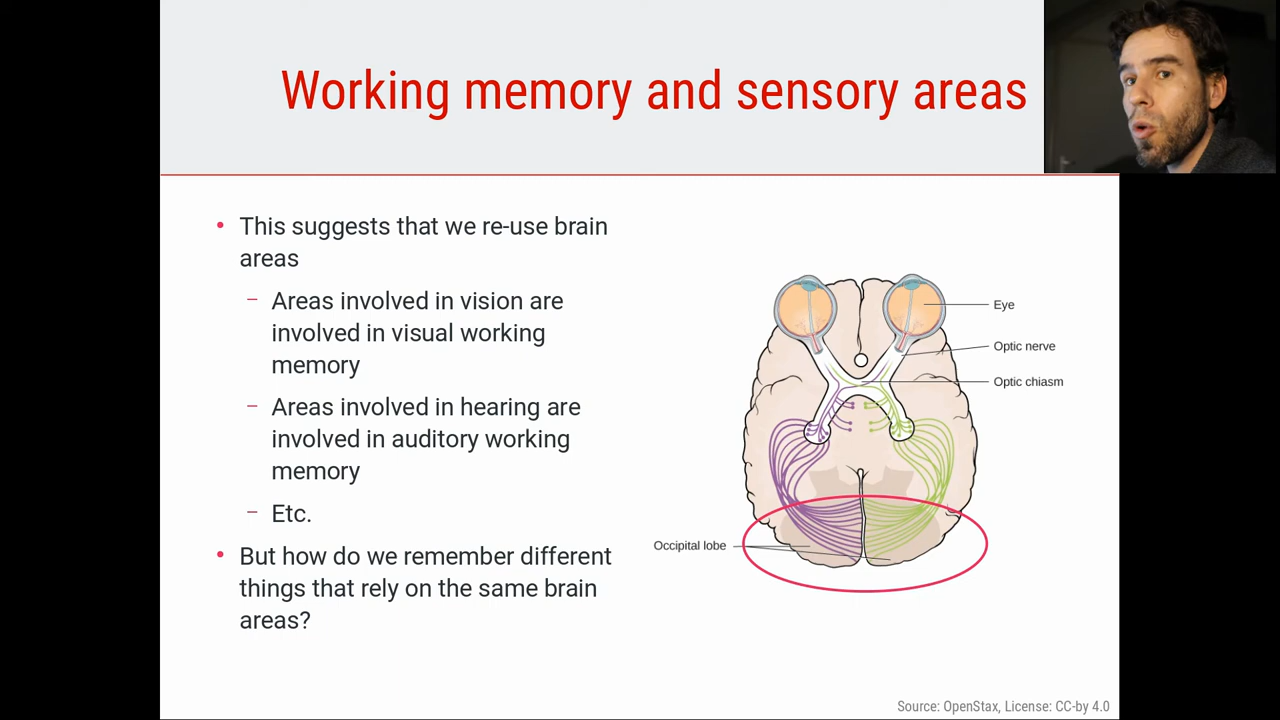 Working memory and sensory areas
• This suggests that we re-use brain
areas
– Areas involved in vision are
involved in visual working
memory
– Areas involved in hearing are
involved in auditory working
memory
– Etc.
• But how do we remember different
things that rely on the same brain
areas?
Eye
Optic nerve
Optic chiasm
Occipital lobe
Source: OpenStax, License: CC-by 4.0